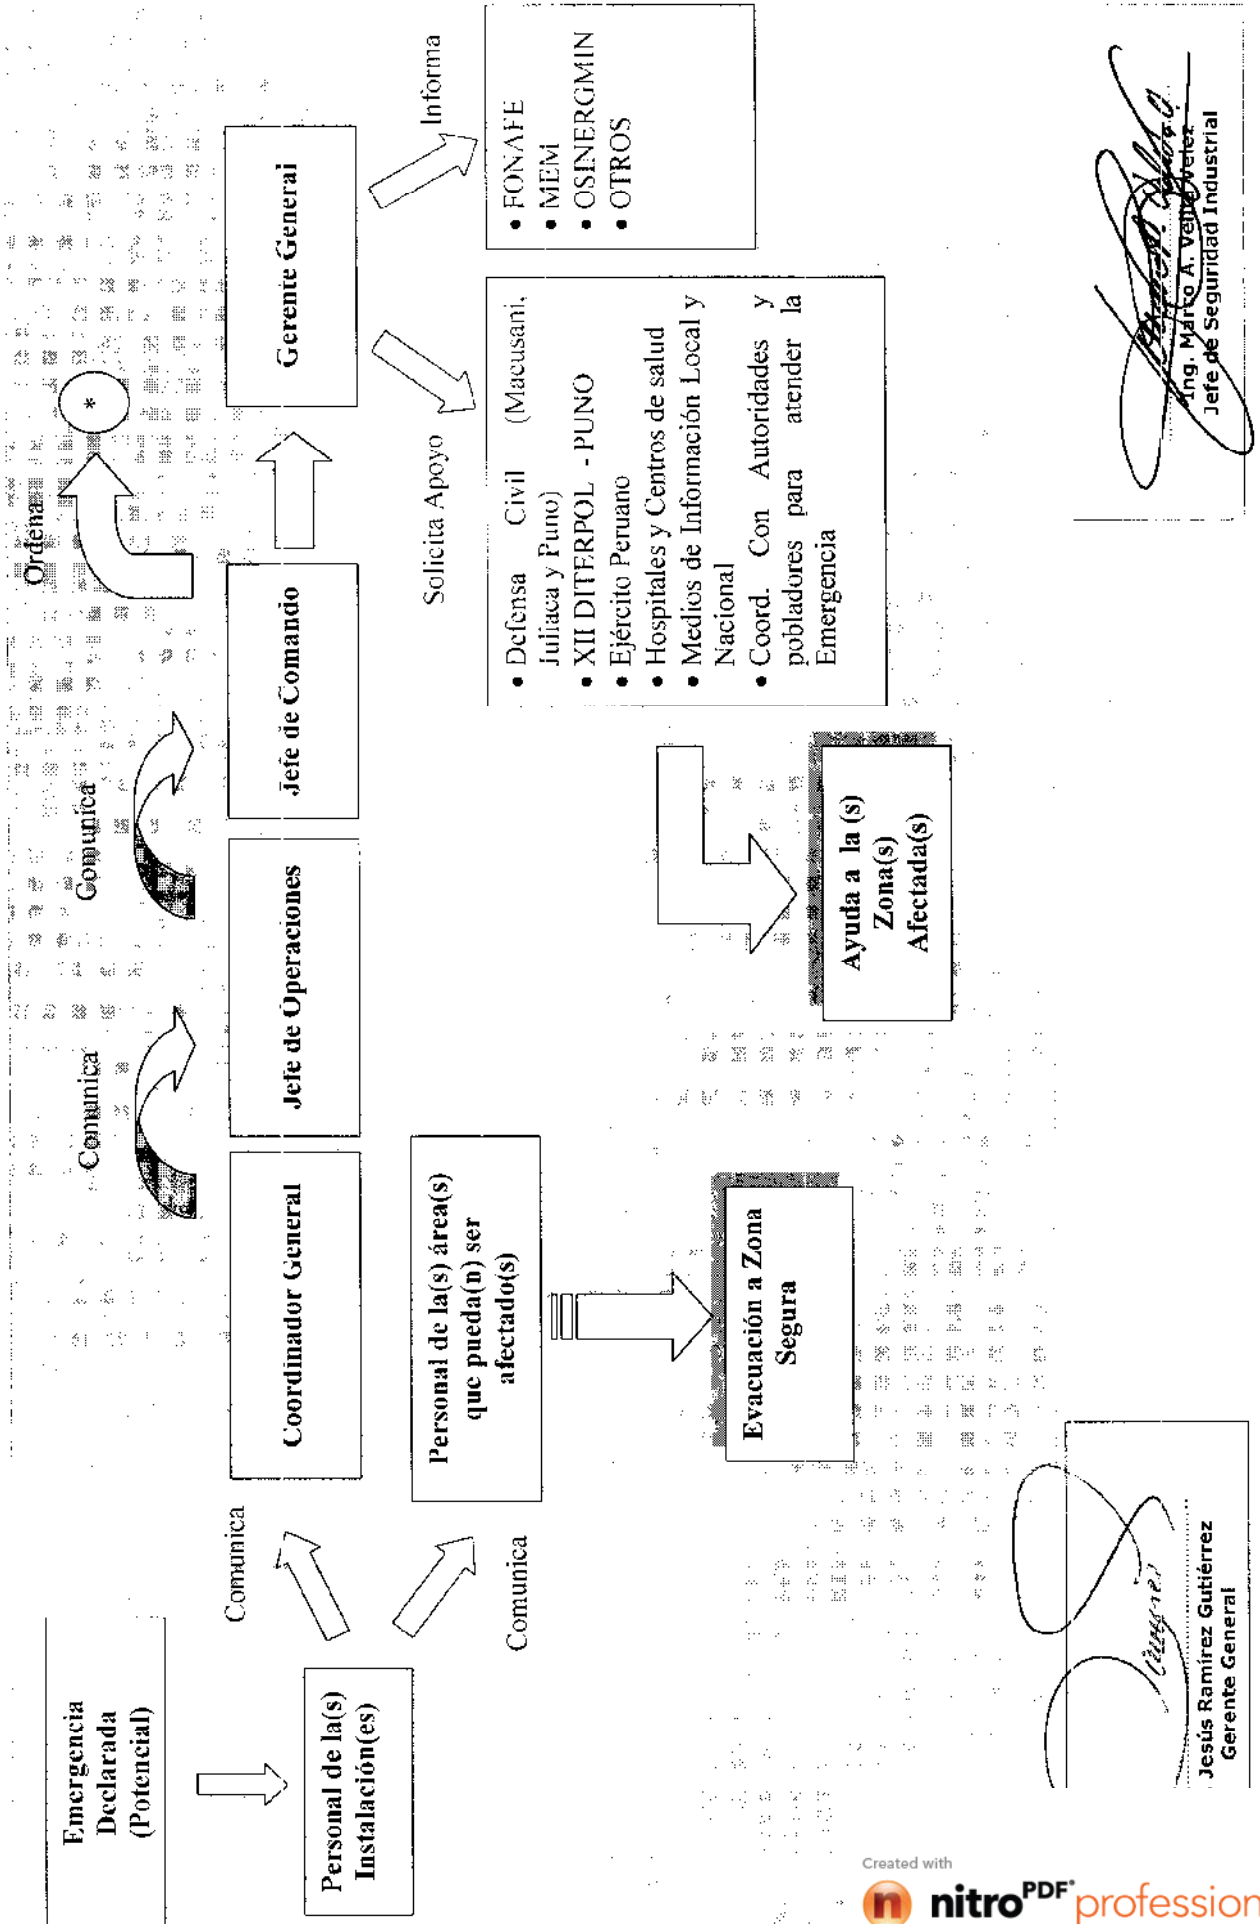 Emergencia
Declarada
(Potencial)
Personal de la(s)
Instalación(es)
Comunica
Comunica
Coordinador General
Personal de la(s) área(s)
que pueda(n) ser
afectado(s)
Evacuación a Zona
Segura
Comunica
Jefe de Operaciones
Comunica
Jefe de Comando
Ordena
*
Gerente General
Solicita Apoyo
Informa
• Defensa Civil (Macusani,
Juliaca y Puno)
• XII DITERPOL - PUNO
• Ejército Peruano
• Hospitales y Centros de salud
• Medios de Información Local y
Nacional
• Coord. Con Autoridades y
pobladores para atender la
Emergencia
• FONAFE
• MEM
• OSINERGMIN
• OTROS
Ayuda a la (s)
Zona(s)
Afectada(s)
Jesús Ramírez Gutiérrez
Gerente General
Ing. Marco A. Velez
Jefe de Seguridad Industrial
Created with
nitro PDF® profession